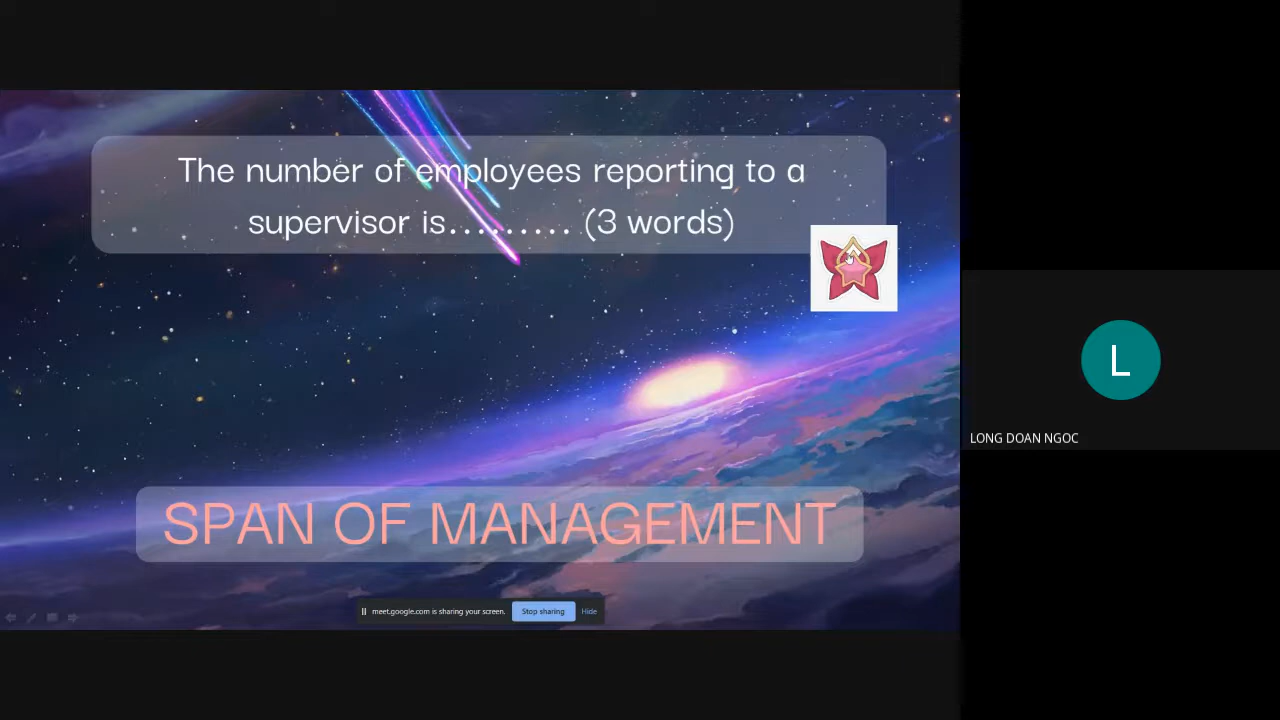 The number of employees reporting to a
supervisor is......... (3 words)
SPAN OF MANAGEMENT
meet.google.com is sharing your screen. Stop sharing Hide
L
LONG DOAN NGOC